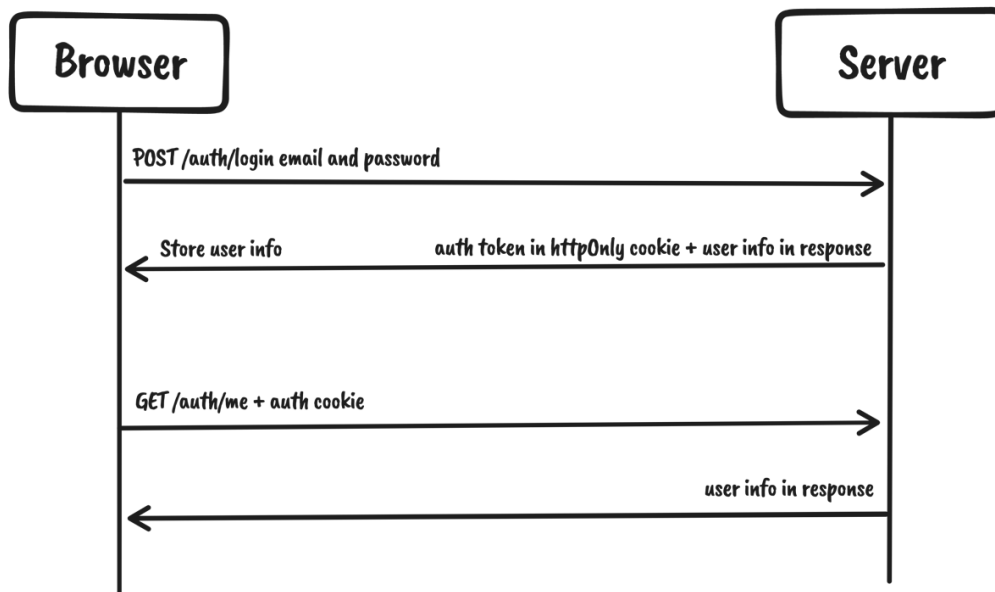 Browser
Server
POST /auth/login email and password
Store user info
auth token in httpOnly cookie + user info in response
GET /auth/me + auth cookie
user info in response